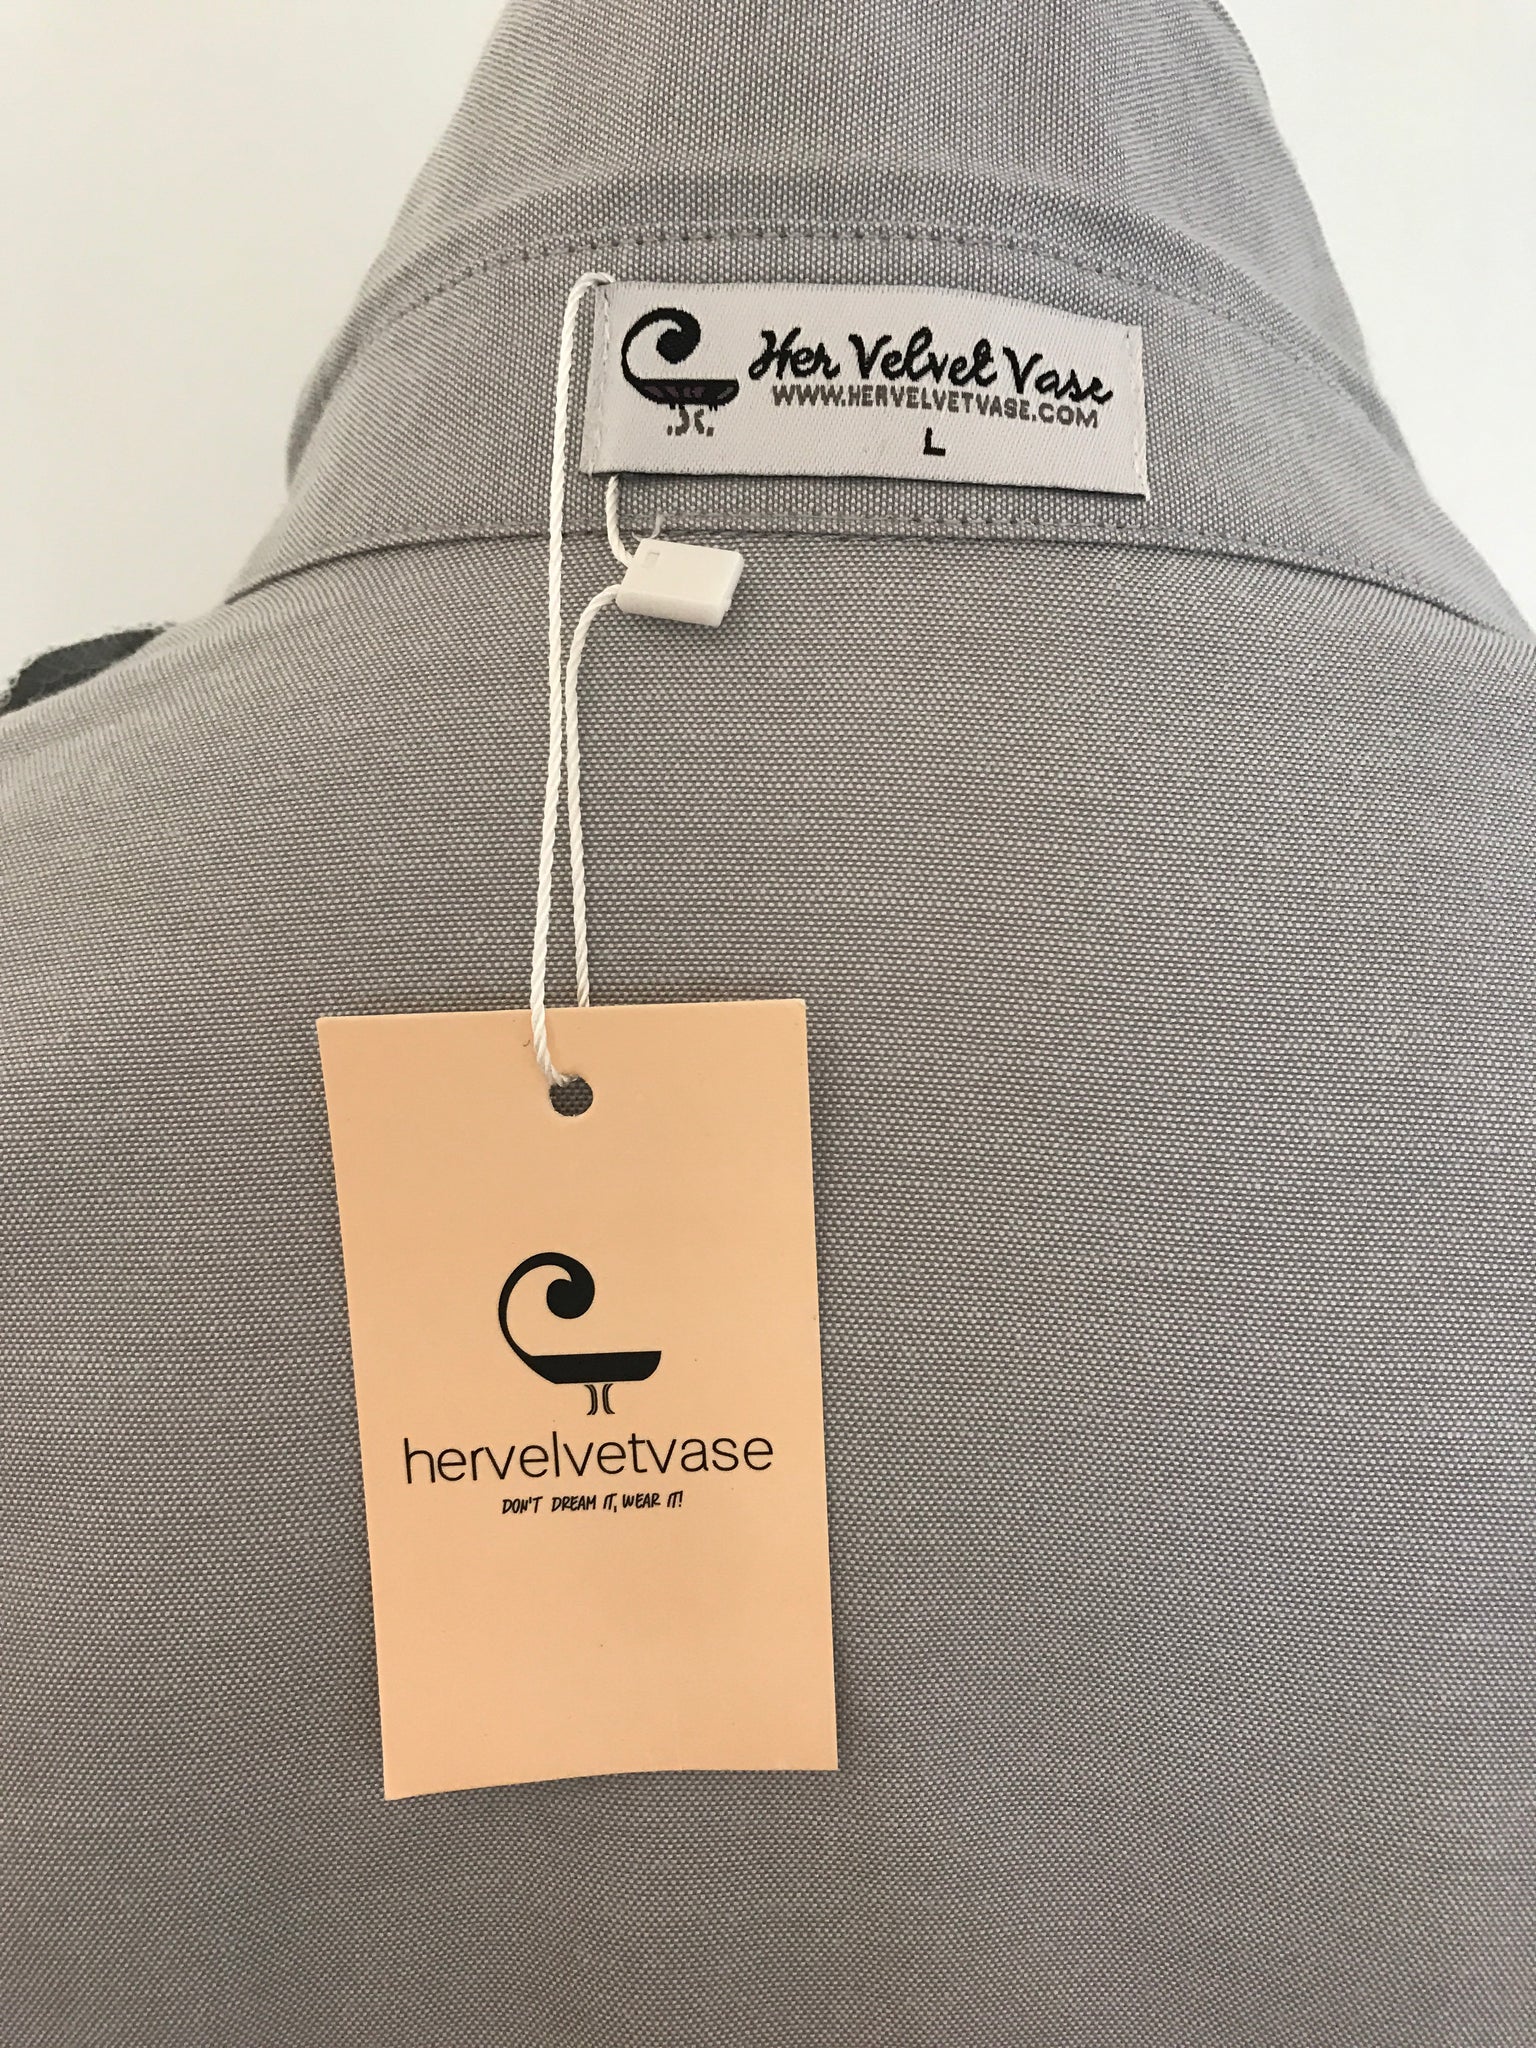 Her Velvet Vase
WWW.HERVELVETVASE.COM
L
hervelvetvase
DON'T DREAM IT, WEAR IT!